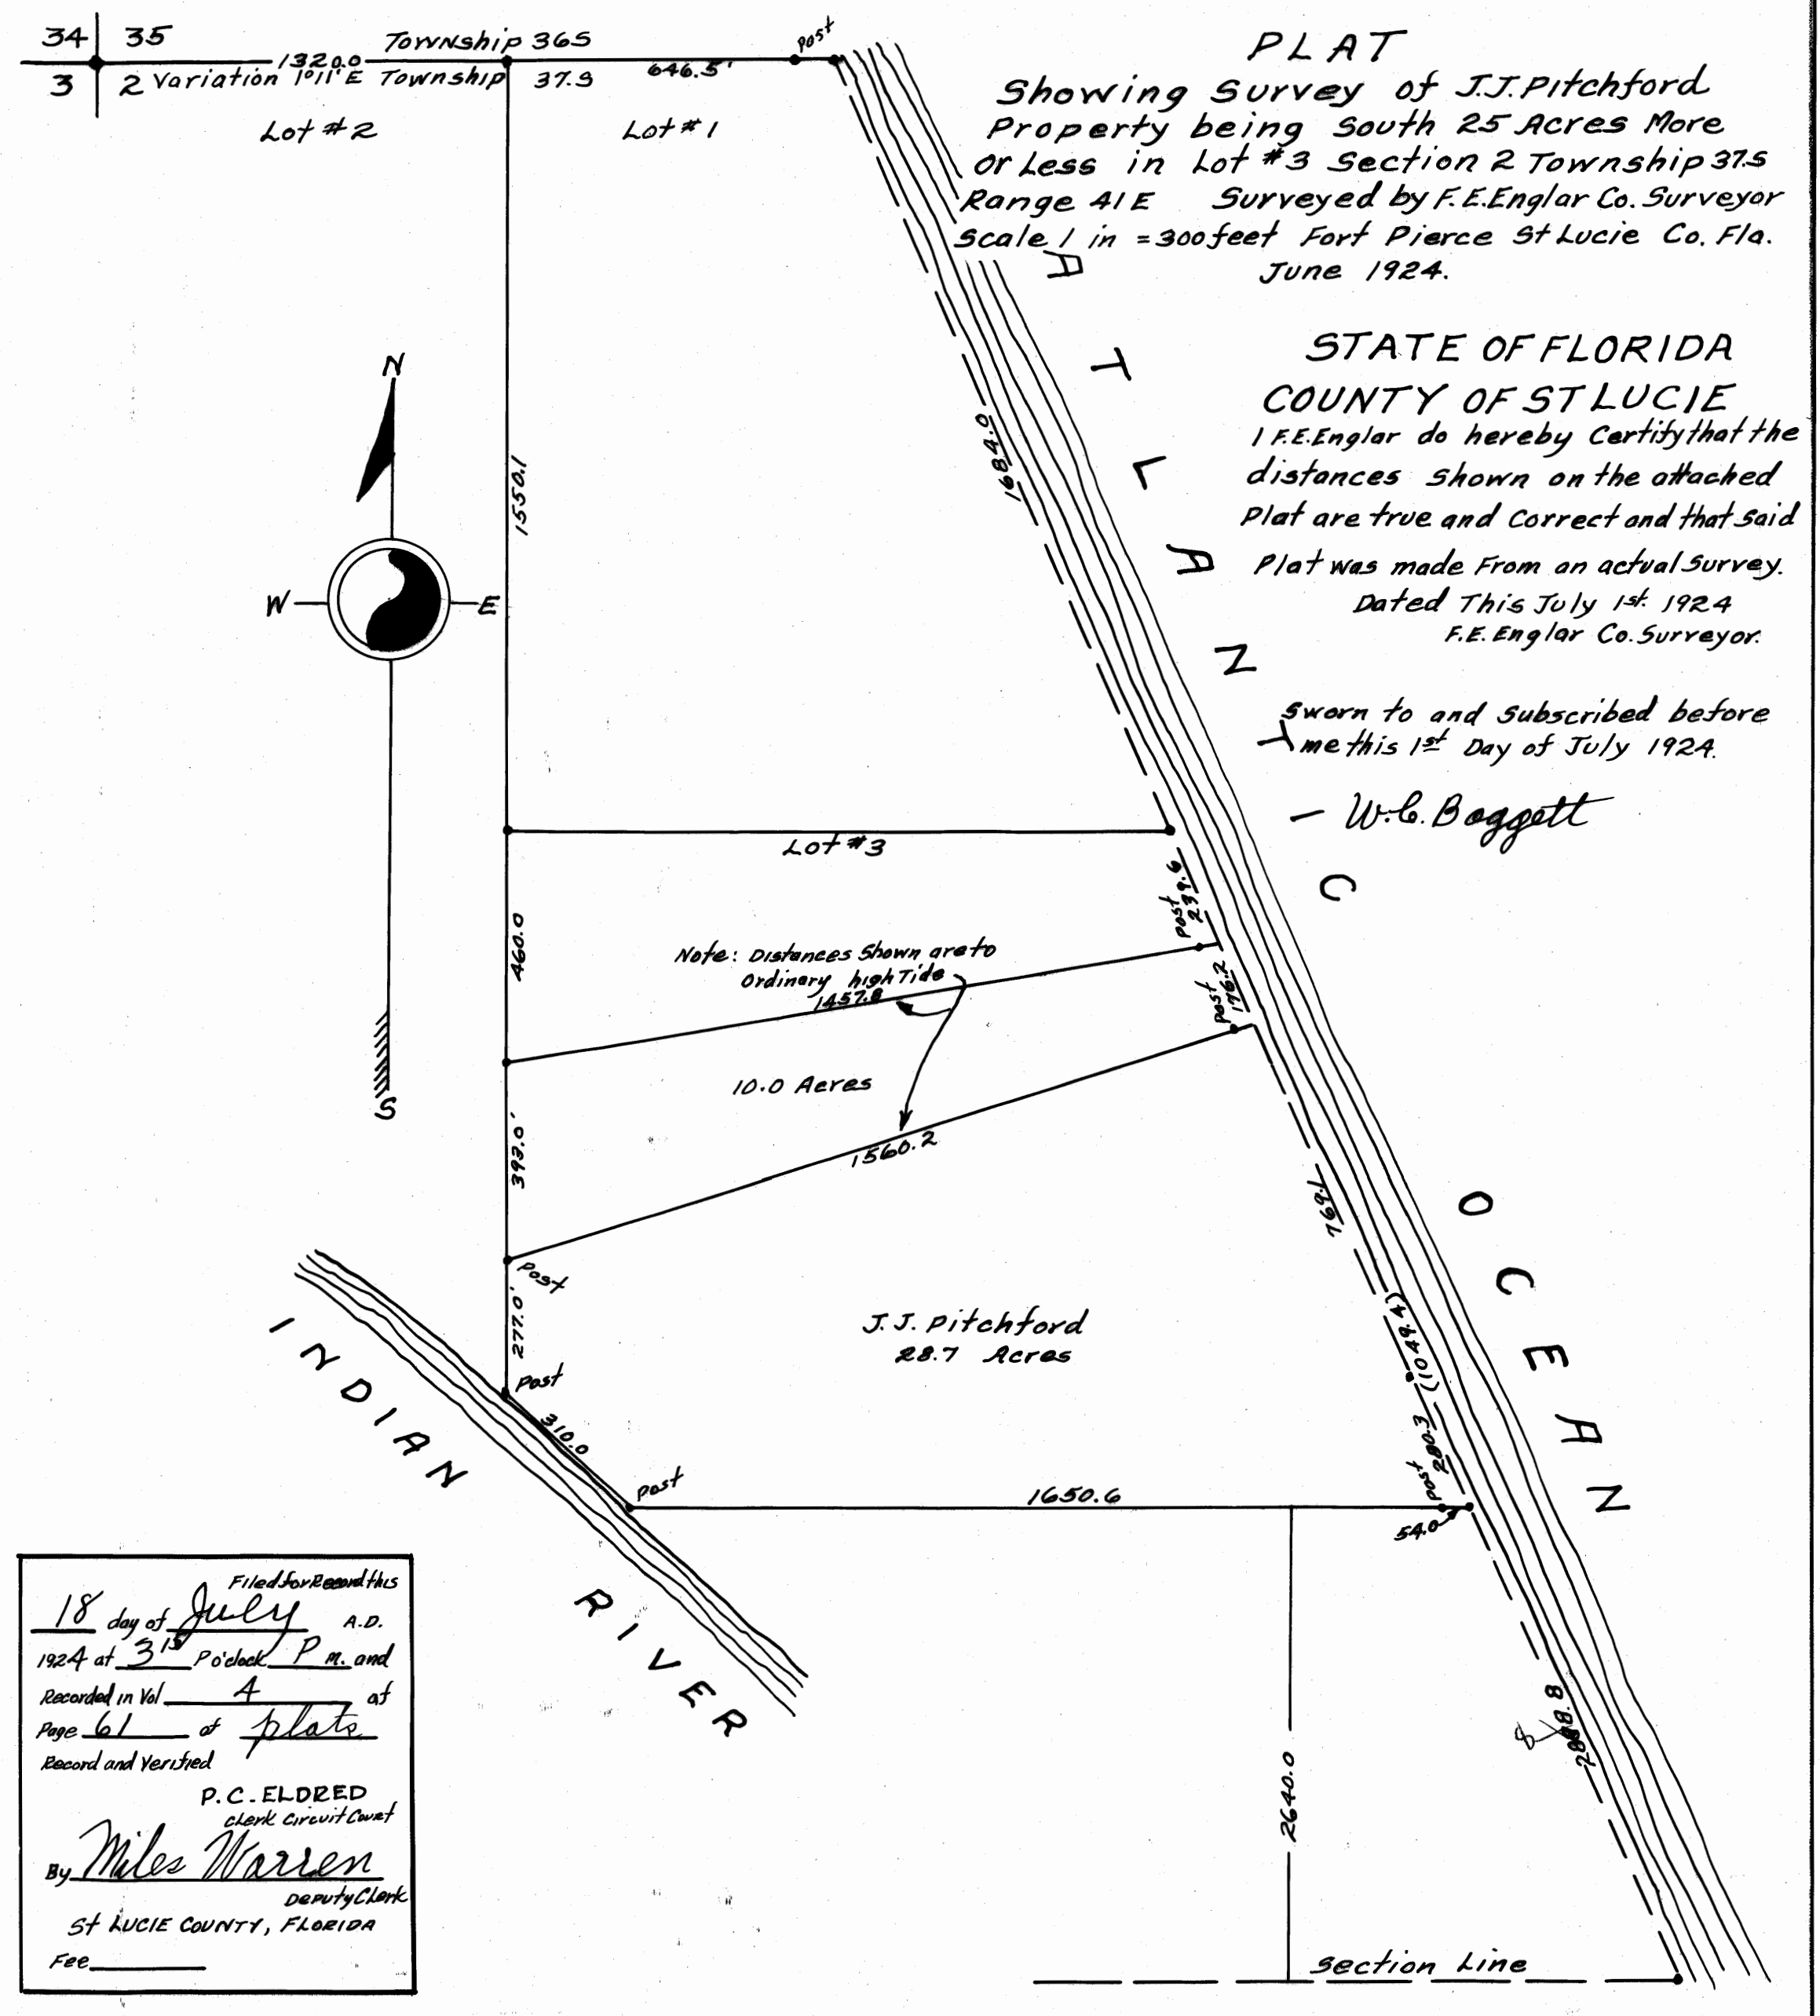 34 35
3 2
1320.0
Township 36S
Variation 1°11' E Township 37.S
646.5'
Post
Lot #2
Lot #1
PLAT
Showing Survey of J.J.Pitchford
Property being South 25 Acres More
Or Less in Lot #3 Section 2 Township 37.S
Range 41E Surveyed by F.E.Englar Co. Surveyor
Scale 1 in = 300 feet Fort Pierce St Lucie Co. Fla.
June 1924.
STATE OF FLORIDA
COUNTY OF ST LUCIE
I F.E.Englar do hereby Certify that the
distances Shown on the attached
Plat are true and Correct and that Said
Plat was made From an actual Survey.
Dated This July 1st. 1924
F.E. Englar Co. Surveyor.
Sworn to and Subscribed before
me this 1st Day of July 1924.
— W.C. Baggett
ATLANTIC
OCEAN
N
W E
S
1550.1
1684.0
Lot #3
460.0
239.6
Post
Note: Distances Shown are to
Ordinary high Tide
1457.8
176.2
Post
10.0 Acres
393.0'
1560.2
769.1
Post
277.0'
J.J. Pitchford
28.7 Acres
(1049.4)
Post
310.0
280.3
Post
Post
1650.6
54.0
INDIAN
RIVER
2640.0
8
Section Line
Filed for Record this
18 day of July A.D.
1924 at 3 15 P o'clock P m. and
Recorded in Vol 4 at
Page 61 of plats
Record and Verified
P.C. ELDRED
Clerk Circuit Court
By Miles Warren
Deputy Clerk
St LUCIE COUNTY, FLORIDA
Fee